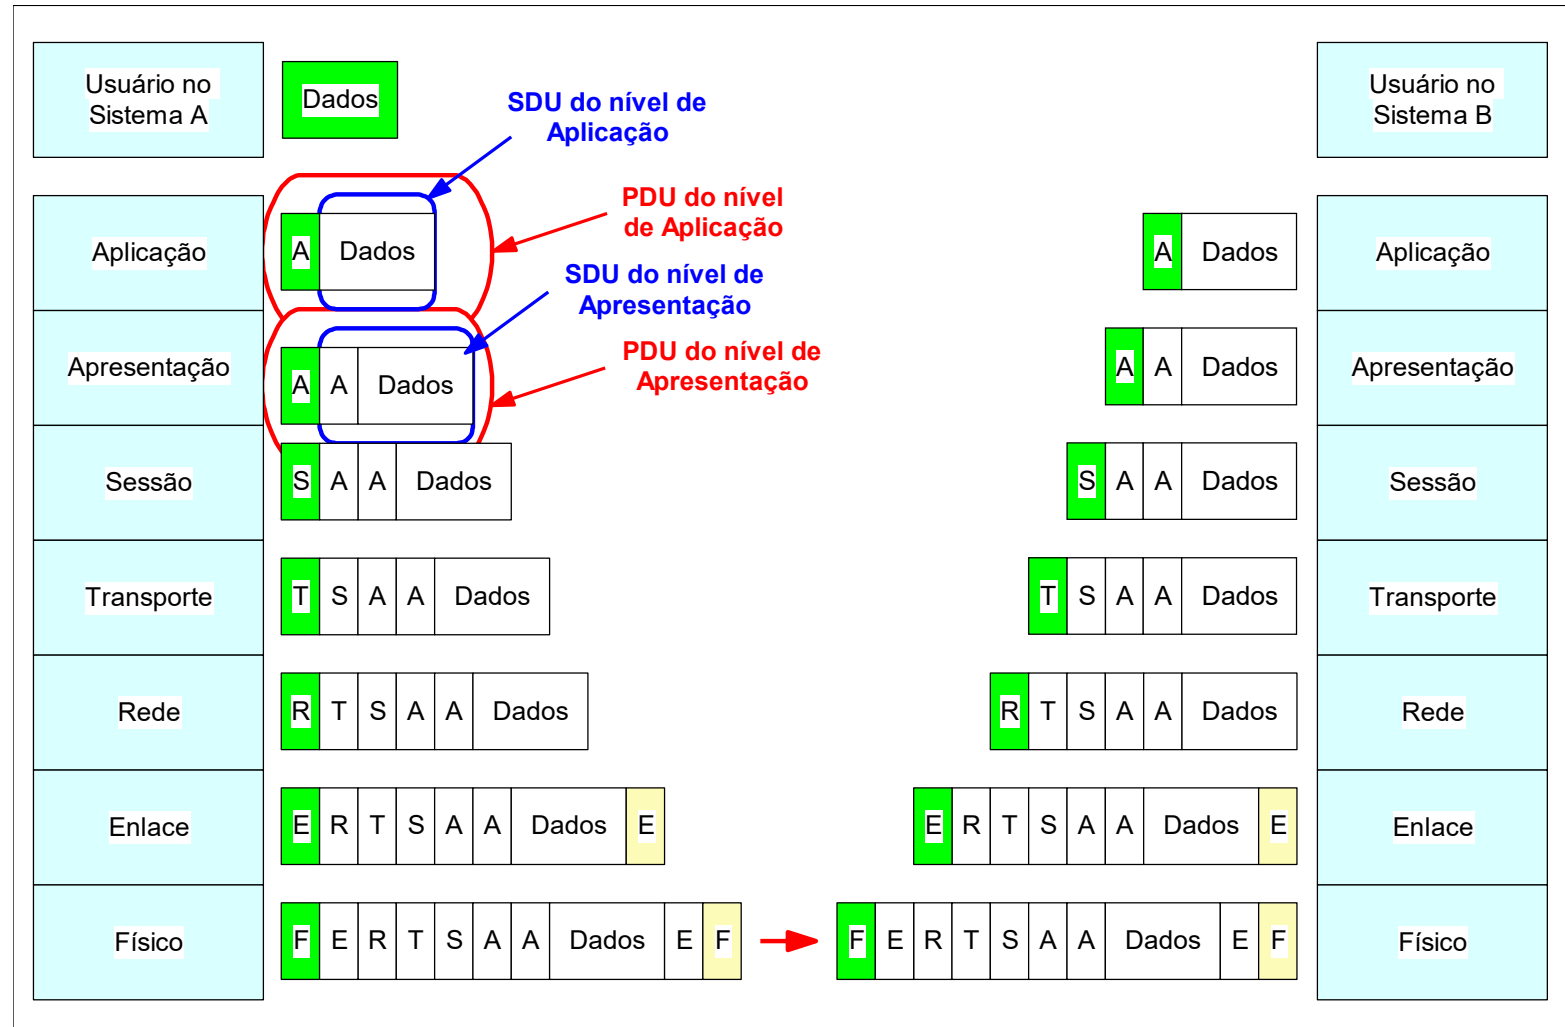 Usuário no
Sistema A
Dados
SDU do nível de
Aplicação
Usuário no
Sistema B
PDU do nível
de Aplicação
Aplicação
A Dados
A Dados
Aplicação
SDU do nível de
Apresentação
PDU do nível de
Apresentação
Apresentação
A A Dados
A A Dados
Apresentação
Sessão
S A A Dados
S A A Dados
Sessão
Transporte
T S A A Dados
T S A A Dados
Transporte
Rede
R T S A A Dados
R T S A A Dados
Rede
Enlace
E R T S A A Dados E
E R T S A A Dados E
Enlace
Físico
F E R T S A A Dados E F
F E R T S A A Dados E F
Físico